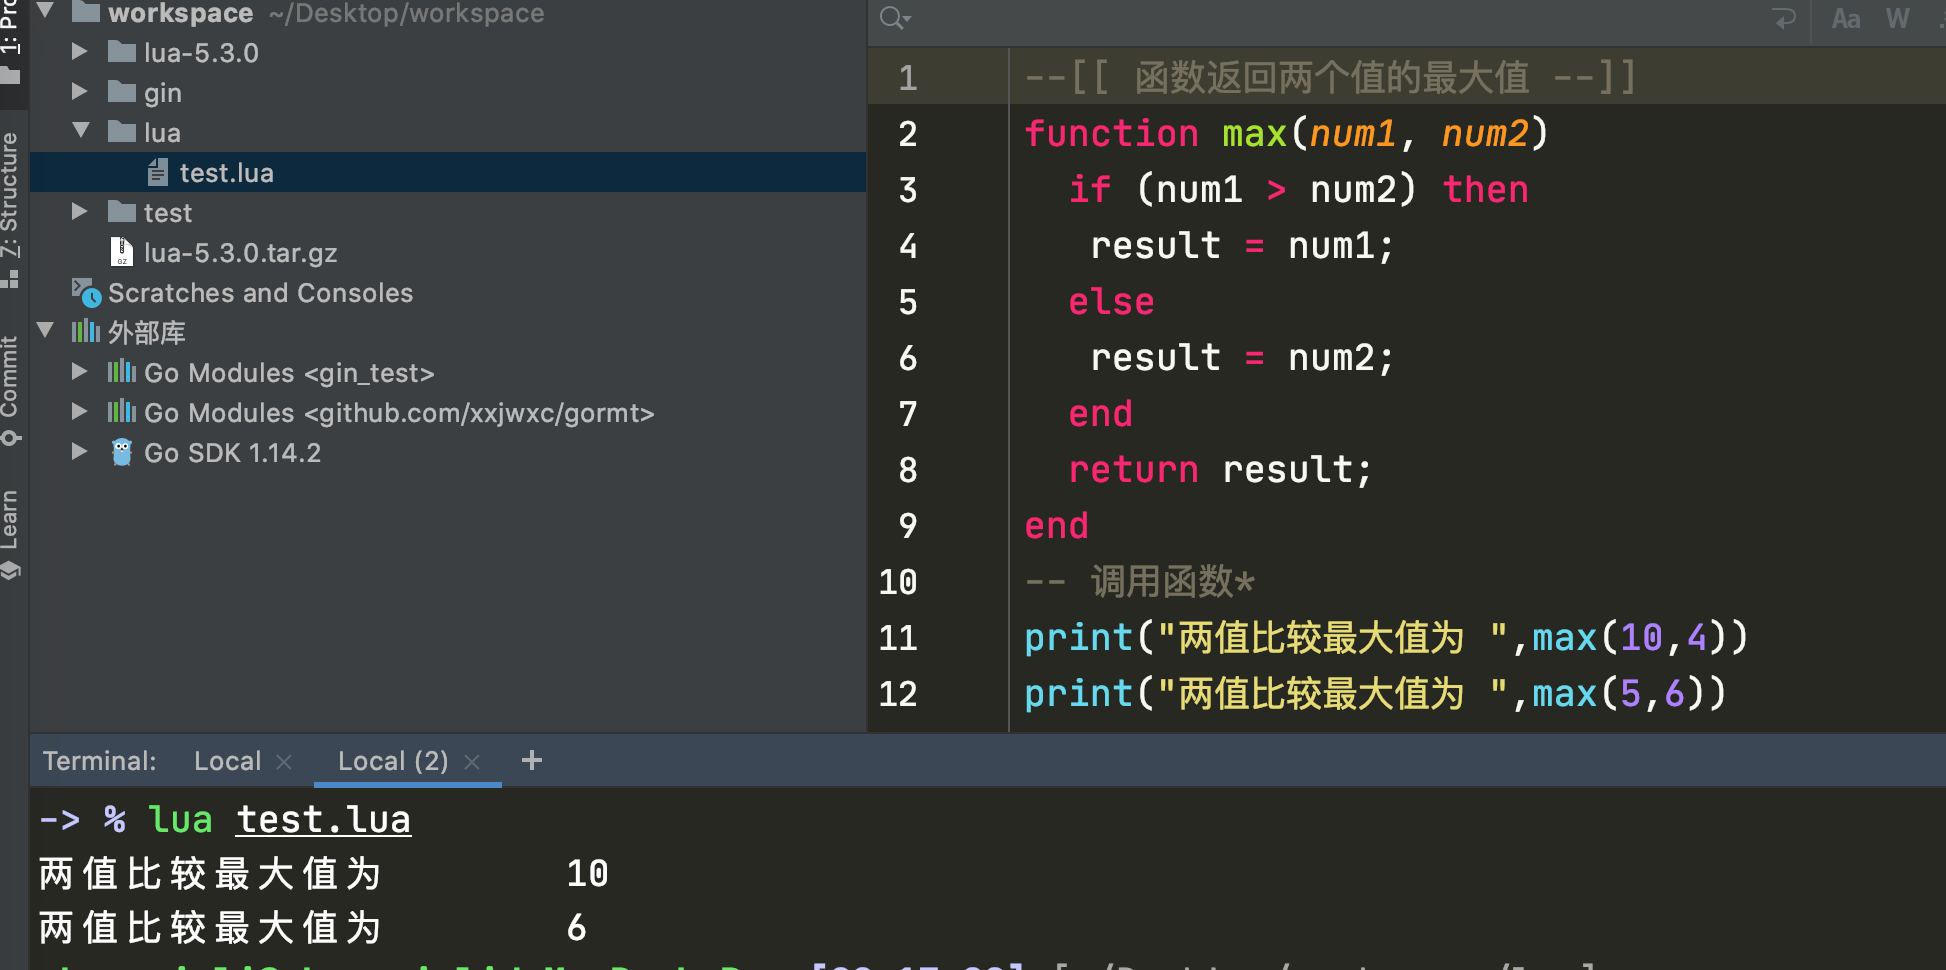 workspace ~/Desktop/workspace
lua-5.3.0
gin
lua
test.lua
test
lua-5.3.0.tar.gz
Scratches and Consoles
外部库
Go Modules <gin_test>
Go Modules <github.com/xxjwxc/gormt>
Go SDK 1.14.2
7: Structure
Commit
Learn
Aa W
1 --[[ 函数返回两个值的最大值 --]]
2 function max(num1, num2)
3 if (num1 > num2) then
4 result = num1;
5 else
6 result = num2;
7 end
8 return result;
9 end
10 -- 调用函数*
11 print("两值比较最大值为 ",max(10,4))
12 print("两值比较最大值为 ",max(5,6))
Terminal: Local × Local (2) × +
-> % lua test.lua
两值比较最大值为 10
两值比较最大值为 6